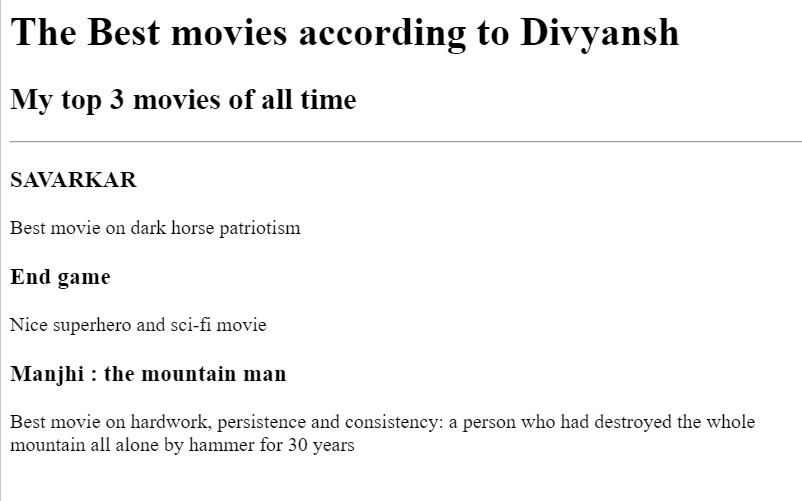 The Best movies according to Divyansh
My top 3 movies of all time
SAVARKAR
Best movie on dark horse patriotism
End game
Nice superhero and sci-fi movie
Manjhi : the mountain man
Best movie on hardwork, persistence and consistency: a person who had destroyed the whole
mountain all alone by hammer for 30 years